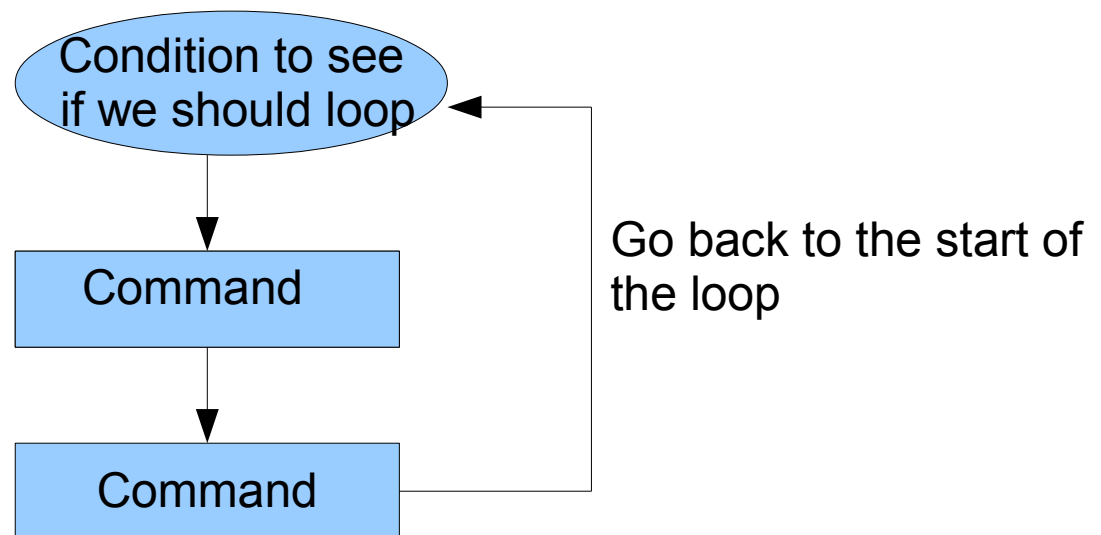 Condition to see
if we should loop
Command
Go back to the start of
the loop
Command